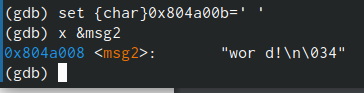 (gdb) set {char}0x804a00b=' '
(gdb) x &msg2
0x804a008 <msg2>:        "wor d!\n\034"
(gdb)